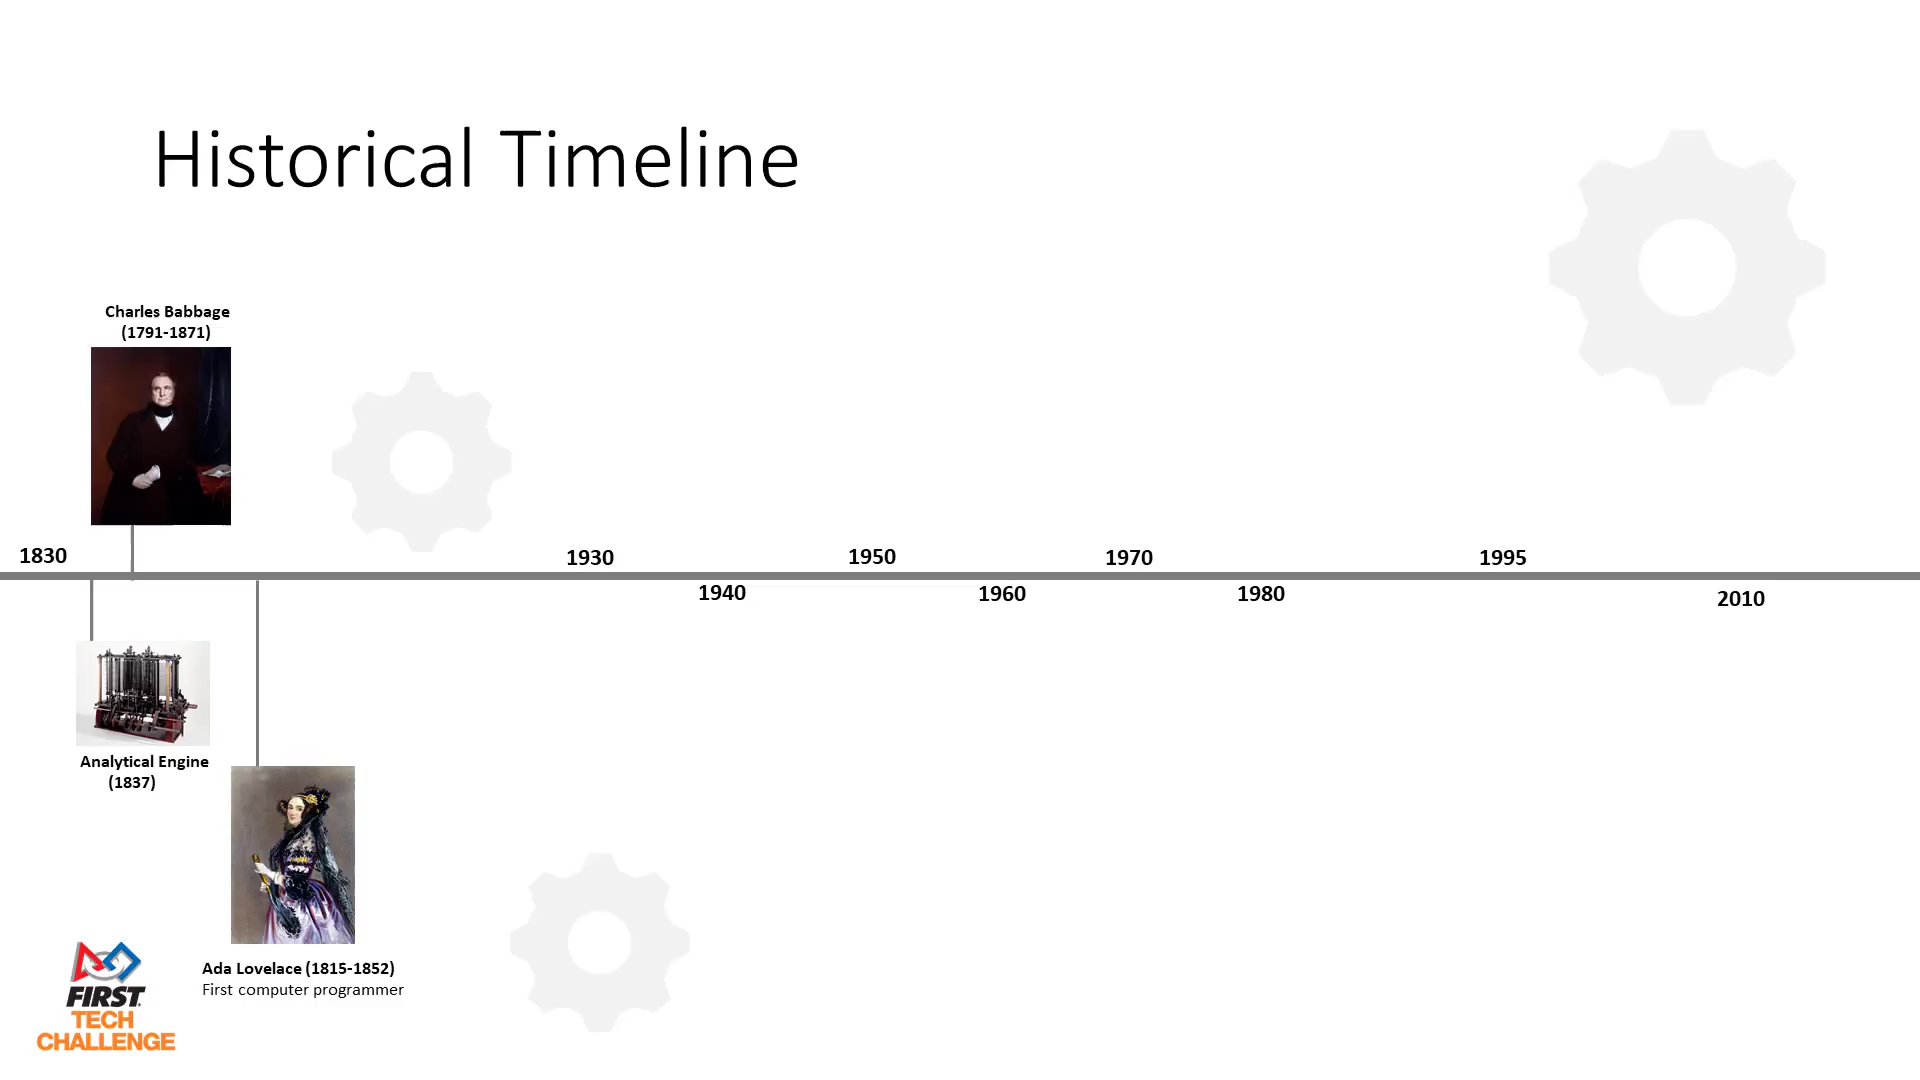 Historical Timeline
Charles Babbage
(1791-1871)
1830
1930
1950
1970
1995
1940
1960
1980
2010
Analytical Engine
(1837)
Ada Lovelace (1815-1852)
First computer programmer
FIRST
TECH
CHALLENGE